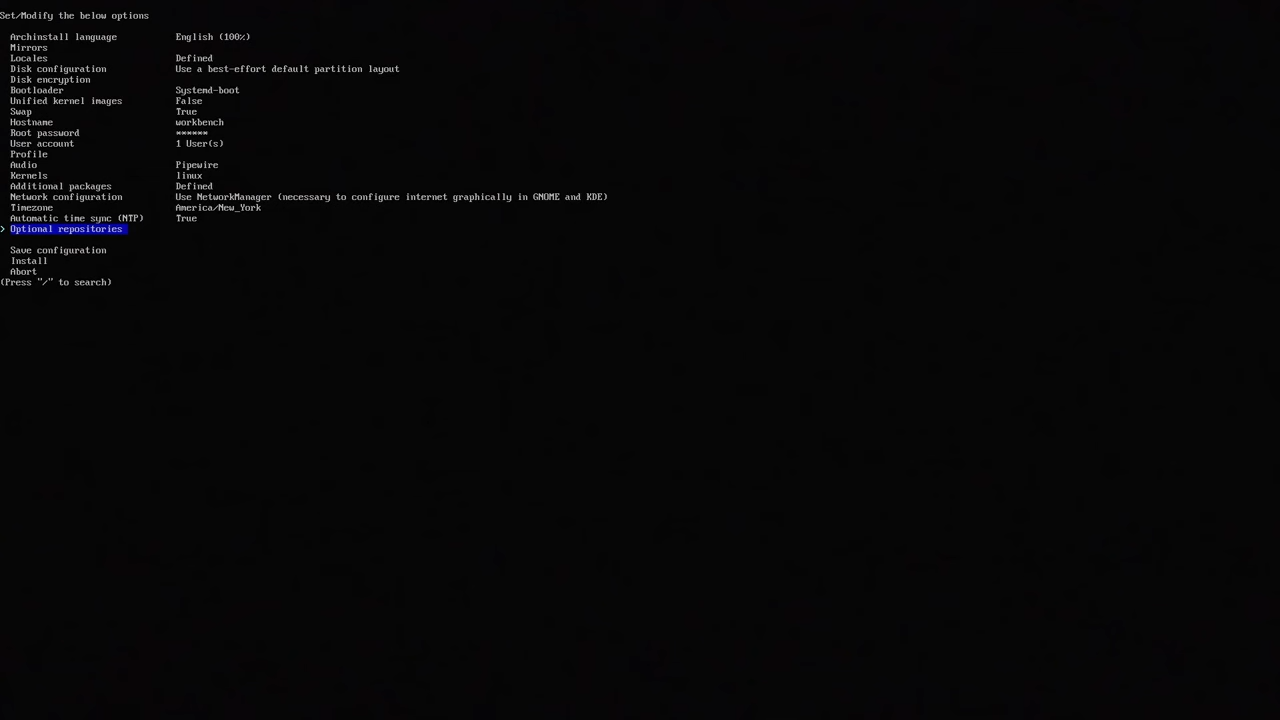 Set/Modify the below options
Archinstall language English (100%)
Mirrors
Locales Defined
Disk configuration Use a best-effort default partition layout
Disk encryption
Bootloader Systemd-boot
Unified kernel images False
Swap True
Hostname workbench
Root password ******
User account 1 User(s)
Profile
Audio Pipewire
Kernels linux
Additional packages Defined
Network configuration Use NetworkManager (necessary to configure internet graphically in GNOME and KDE)
Timezone America/New_York
Automatic time sync (NTP) True
> Optional repositories
Save configuration
Install
Abort
(Press "/" to search)